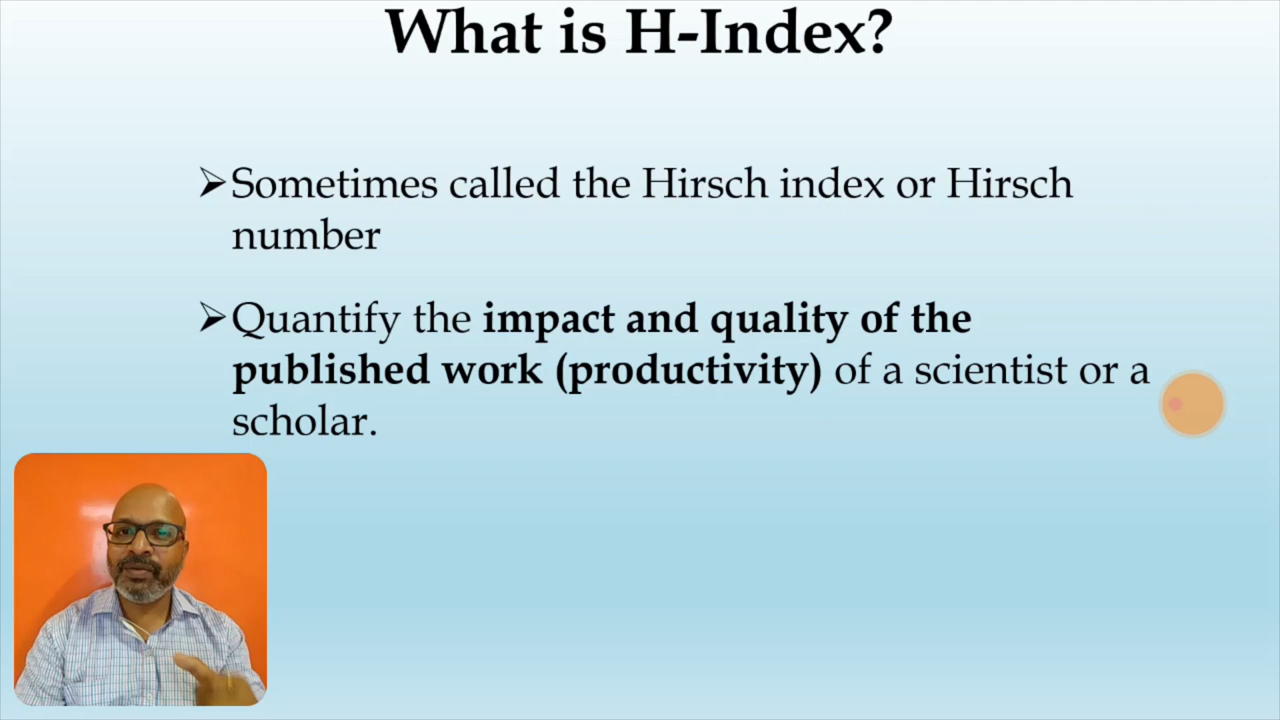 What is H-Index?
➢Sometimes called the Hirsch index or Hirsch
number
➢Quantify the impact and quality of the
published work (productivity) of a scientist or a
scholar.